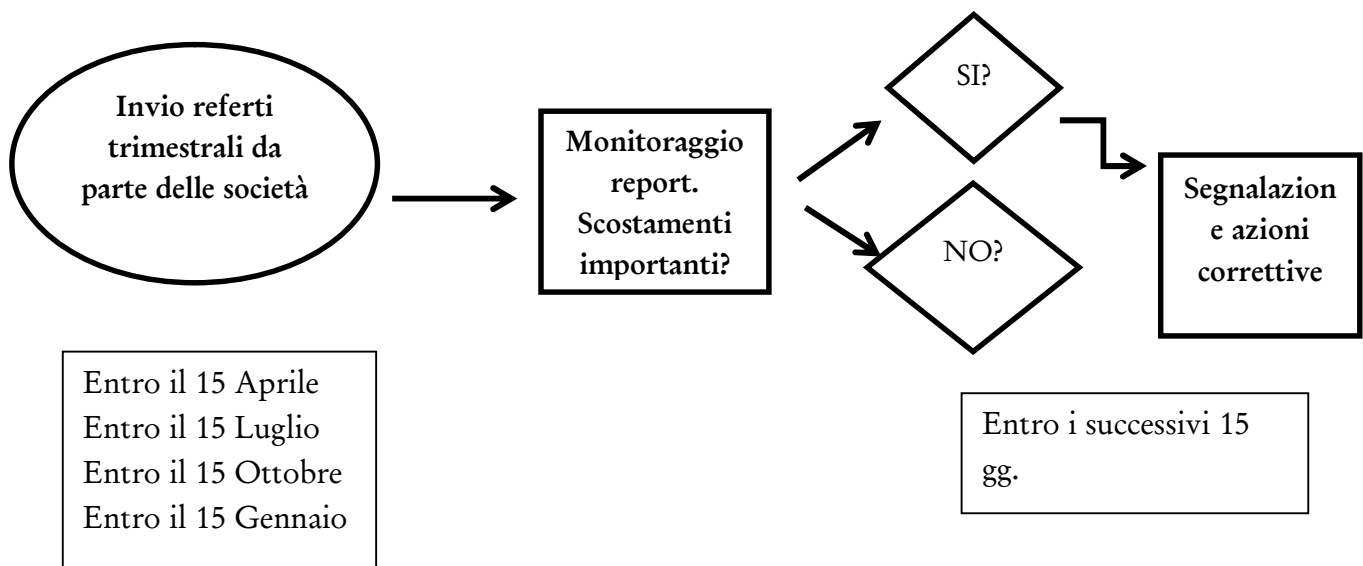 Invio referti
trimestrali da
parte delle società
Monitoraggio
report.
Scostamenti
importanti?
SI?
NO?
Segnalazion
e azioni
correttive
Entro il 15 Aprile
Entro il 15 Luglio
Entro il 15 Ottobre
Entro il 15 Gennaio
Entro i successivi 15
gg.